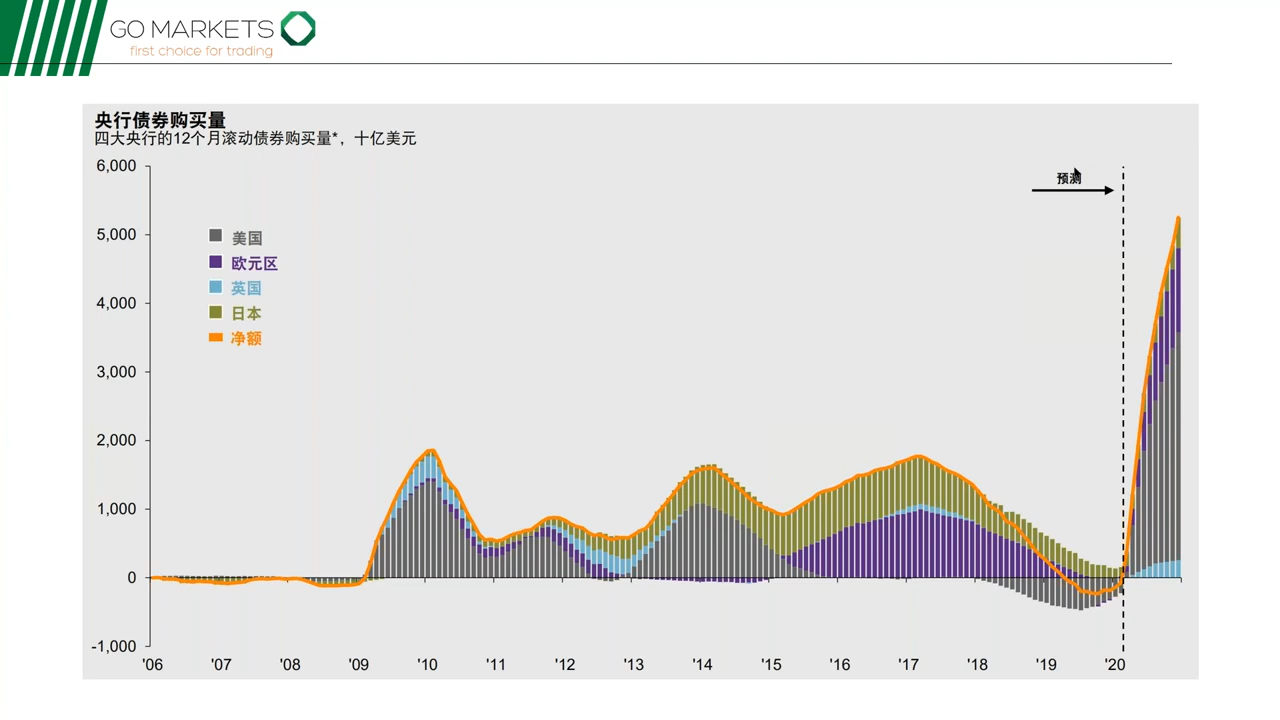 GO MARKETS
first choice for trading
央行债券购买量
四大央行的12个月滚动债券购买量*，十亿美元
6,000
5,000
4,000
3,000
2,000
1,000
0
-1,000
预测
美国
欧元区
英国
日本
净额
'06 '07 '08 '09 '10 '11 '12 '13 '14 '15 '16 '17 '18 '19 '20